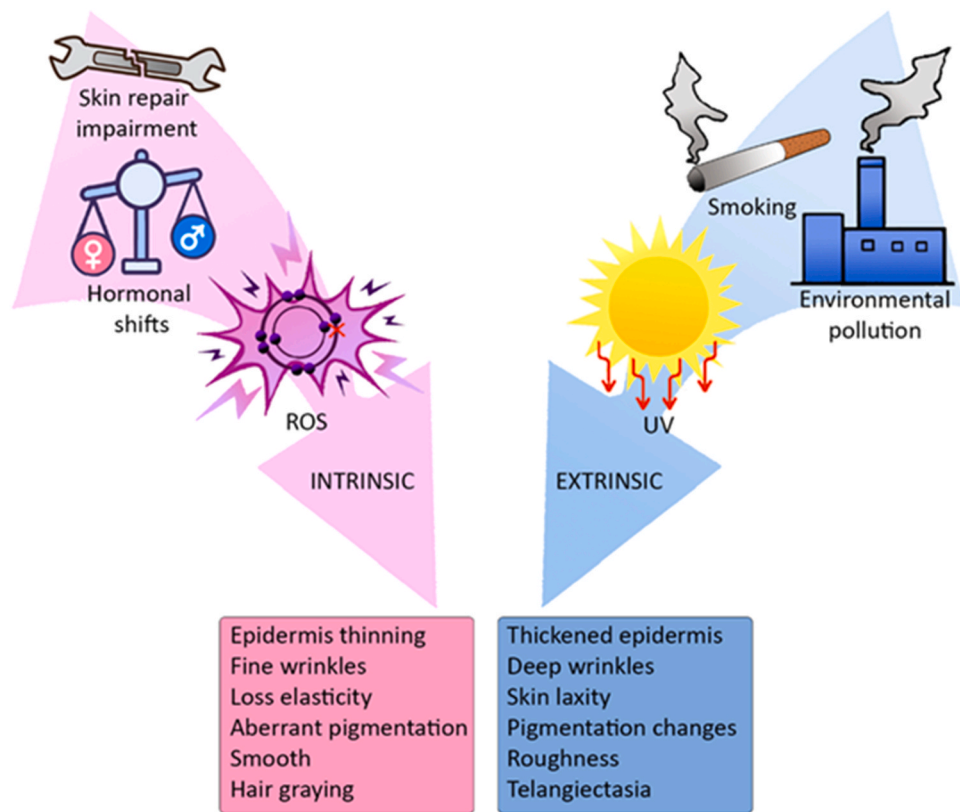 Skin repair
impairment
Hormonal
shifts
ROS
INTRINSIC
Smoking
Environmental
pollution
UV
EXTRINSIC
Epidermis thinning
Fine wrinkles
Loss elasticity
Aberrant pigmentation
Smooth
Hair graying
Thickened epidermis
Deep wrinkles
Skin laxity
Pigmentation changes
Roughness
Telangiectasia